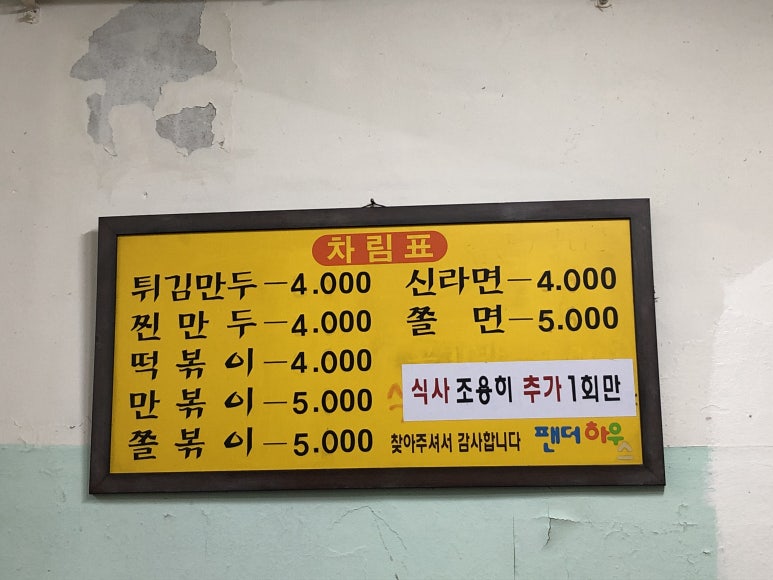 차림표
튀김만두 - 4.000
찐만두 - 4.000
떡볶이 - 4.000
만볶이 - 5.000
쫄볶이 - 5.000
신라면 - 4.000
쫄면 - 5.000
식사 조용히 추가 1회만
찾아주셔서 감사합니다 팬더하우스